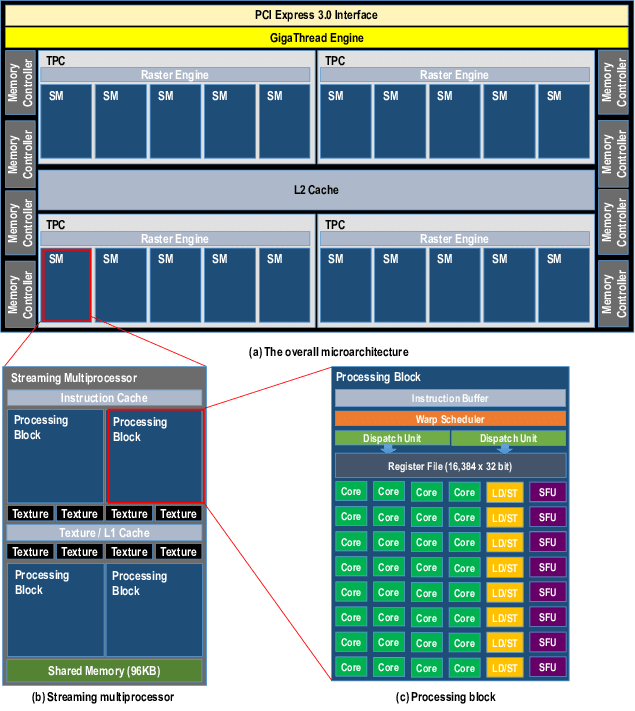 PCI Express 3.0 Interface
GigaThread Engine
Memory
Controller
Memory
Controller
Memory
Controller
Memory
Controller
TPC
Raster Engine
SM SM SM SM SM
TPC
Raster Engine
SM SM SM SM SM
L2 Cache
TPC
Raster Engine
SM SM SM SM SM
TPC
Raster Engine
SM SM SM SM SM
Memory
Controller
Memory
Controller
Memory
Controller
Memory
Controller
(a) The overall microarchitecture
Streaming Multiprocessor
Instruction Cache
Processing
Block
Processing
Block
Texture Texture Texture Texture
Texture / L1 Cache
Texture Texture Texture Texture
Processing
Block
Processing
Block
Shared Memory (96KB)
(b) Streaming multiprocessor
Processing Block
Instruction Buffer
Warp Scheduler
Dispatch Unit Dispatch Unit
Register File (16,384 x 32 bit)
Core Core Core Core LD/ST SFU
Core Core Core Core LD/ST SFU
Core Core Core Core LD/ST SFU
Core Core Core Core LD/ST SFU
Core Core Core Core LD/ST SFU
Core Core Core Core LD/ST SFU
Core Core Core Core LD/ST SFU
Core Core Core Core LD/ST SFU
(c) Processing block